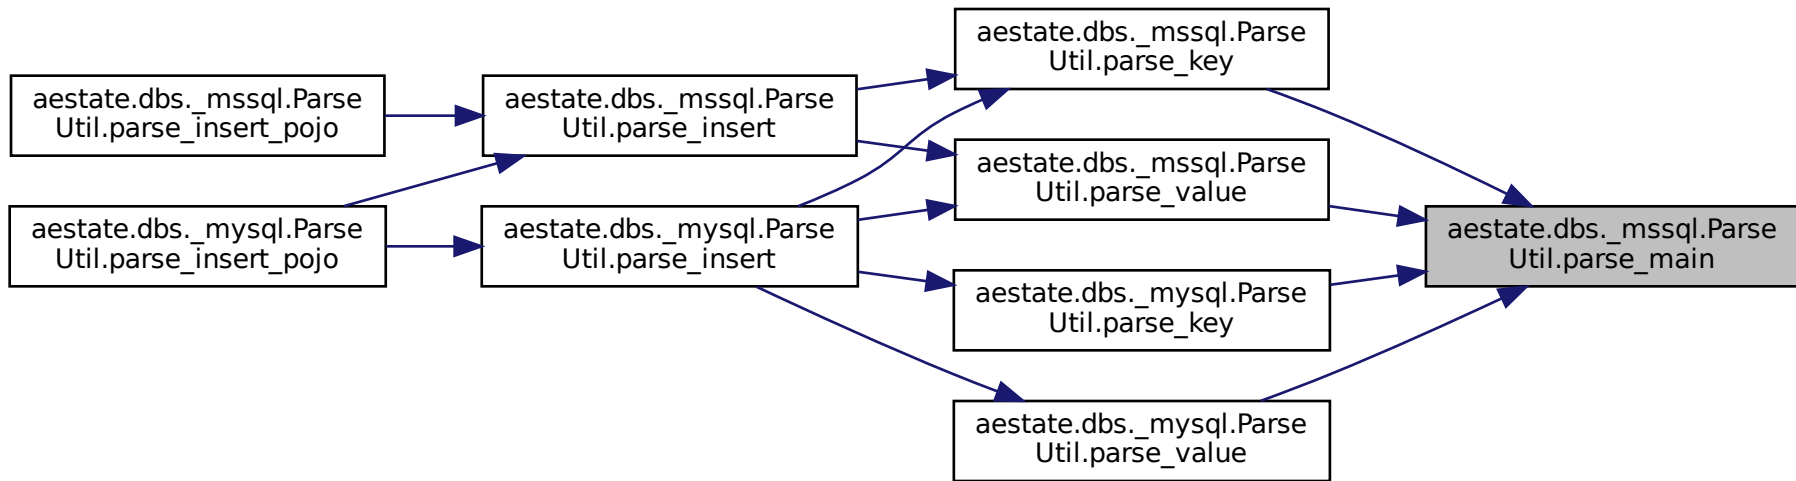 aestate.dbs._mssql.Parse
Util.parse_insert_pojo
aestate.dbs._mysql.Parse
Util.parse_insert_pojo
aestate.dbs._mssql.Parse
Util.parse_insert
aestate.dbs._mysql.Parse
Util.parse_insert
aestate.dbs._mssql.Parse
Util.parse_key
aestate.dbs._mssql.Parse
Util.parse_value
aestate.dbs._mysql.Parse
Util.parse_key
aestate.dbs._mysql.Parse
Util.parse_value
aestate.dbs._mssql.Parse
Util.parse_main